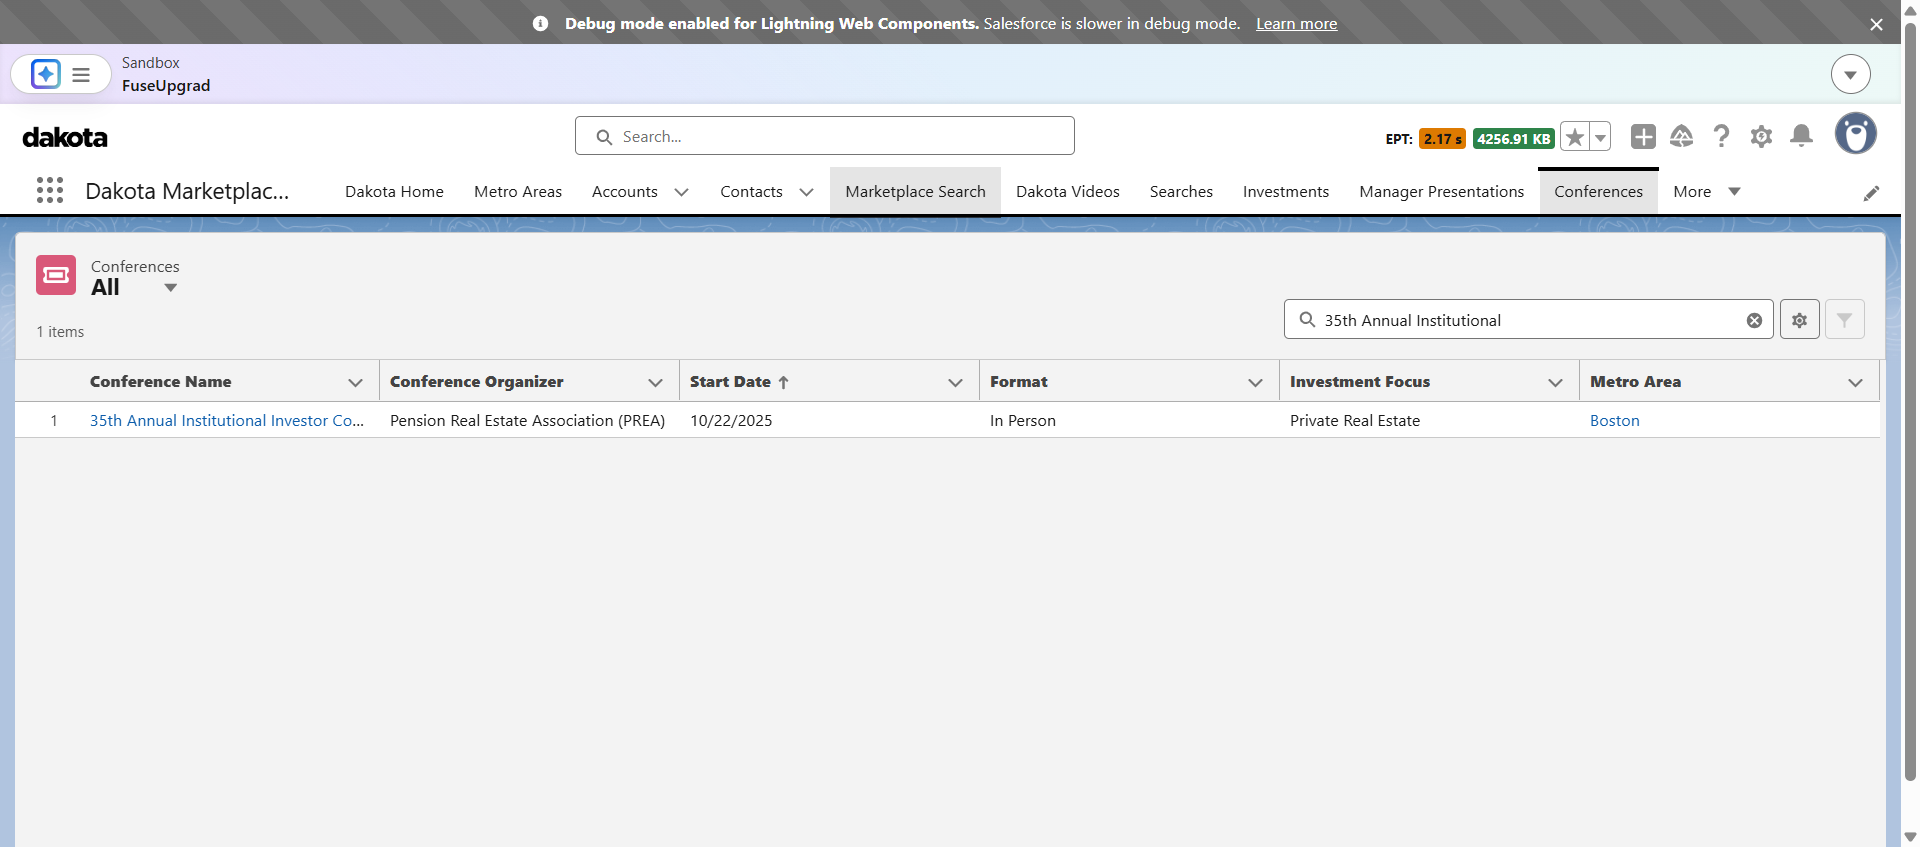 Debug mode enabled for Lightning Web Components. Salesforce is slower in debug mode. Learn more
Sandbox
FuseUpgrad
dakota
Search...
EPT: 2.17 s 4256.91 KB
Dakota Marketplac...
Dakota Home
Metro Areas
Accounts
Contacts
Marketplace Search
Dakota Videos
Searches
Investments
Manager Presentations
Conferences
More
Conferences
All
1 items
35th Annual Institutional
Conference Name
Conference Organizer
Start Date
Format
Investment Focus
Metro Area
1
35th Annual Institutional Investor Co...
Pension Real Estate Association (PREA)
10/22/2025
In Person
Private Real Estate
Boston